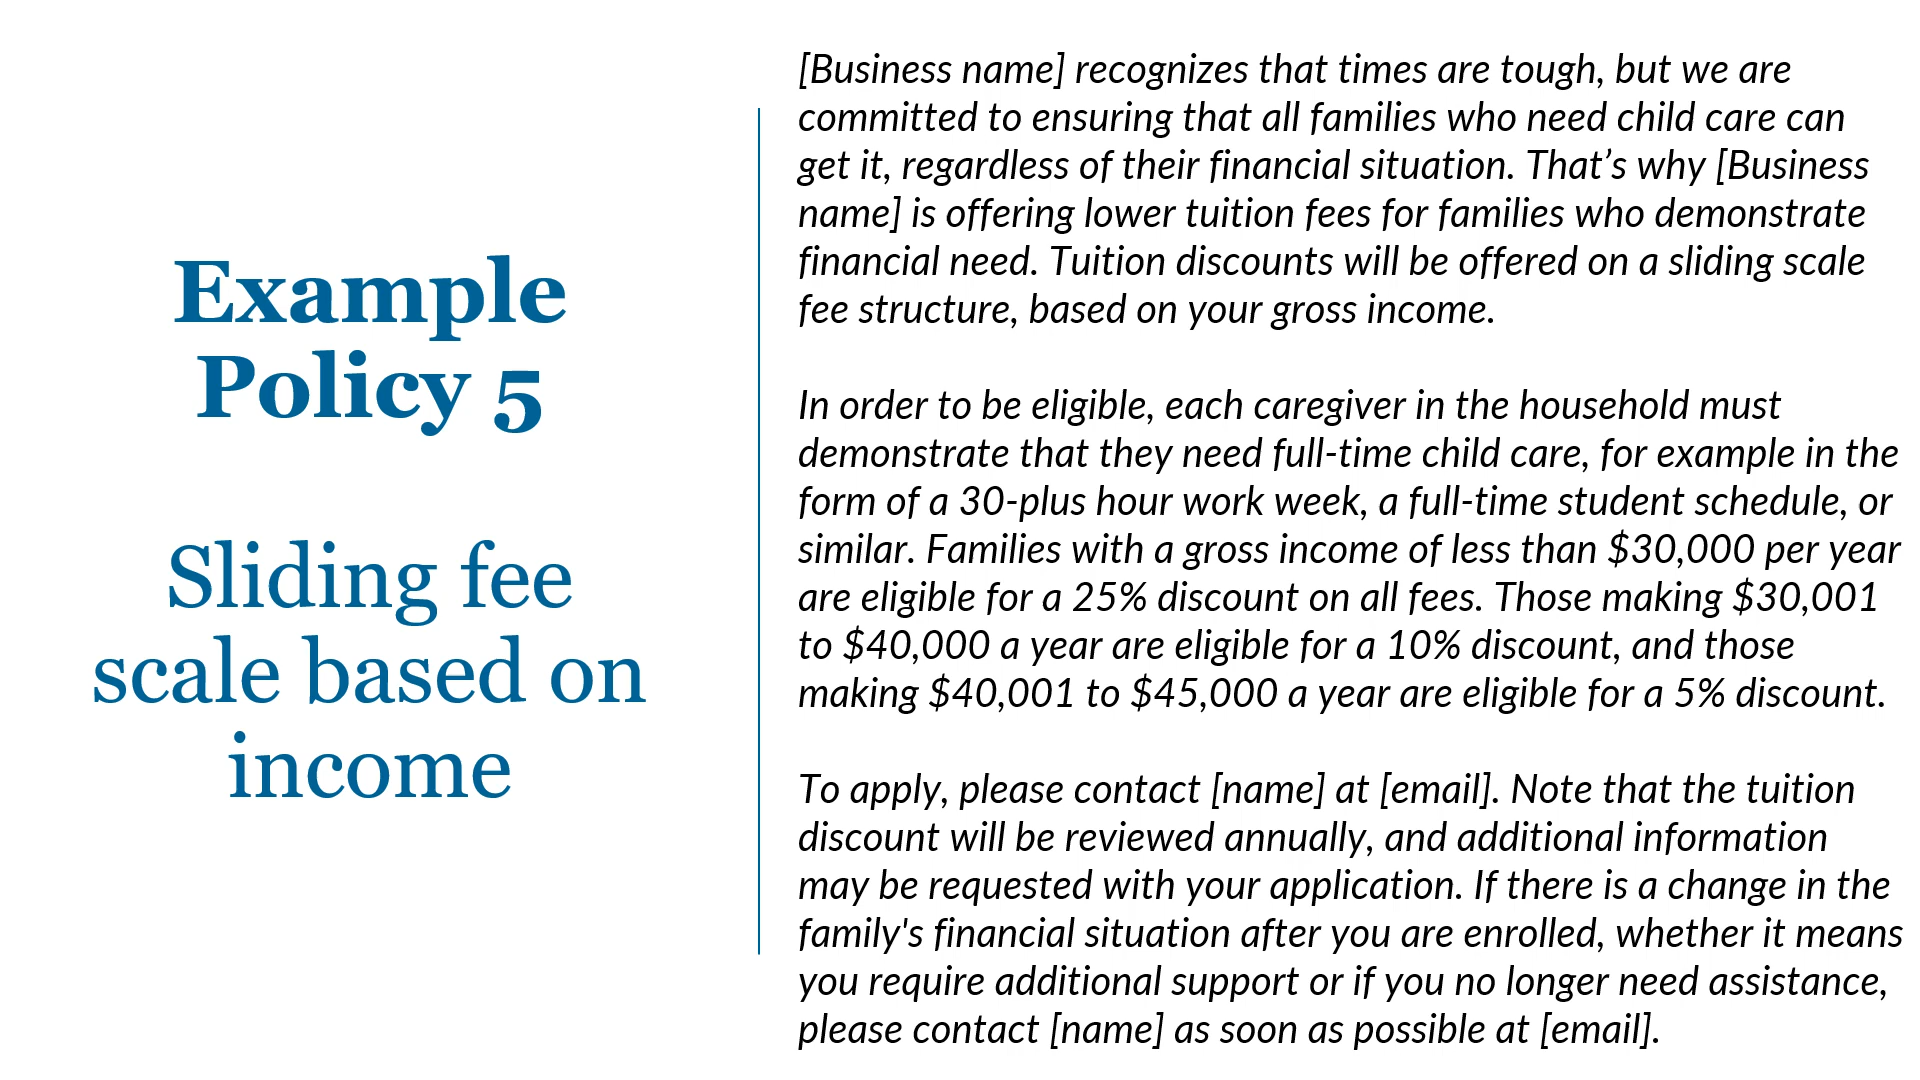 Example
Policy 5
Sliding fee
scale based on
income
[Business name] recognizes that times are tough, but we are
committed to ensuring that all families who need child care can
get it, regardless of their financial situation. That’s why [Business
name] is offering lower tuition fees for families who demonstrate
financial need. Tuition discounts will be offered on a sliding scale
fee structure, based on your gross income.
In order to be eligible, each caregiver in the household must
demonstrate that they need full-time child care, for example in the
form of a 30-plus hour work week, a full-time student schedule, or
similar. Families with a gross income of less than $30,000 per year
are eligible for a 25% discount on all fees. Those making $30,001
to $40,000 a year are eligible for a 10% discount, and those
making $40,001 to $45,000 a year are eligible for a 5% discount.
To apply, please contact [name] at [email]. Note that the tuition
discount will be reviewed annually, and additional information
may be requested with your application. If there is a change in the
family's financial situation after you are enrolled, whether it means
you require additional support or if you no longer need assistance,
please contact [name] as soon as possible at [email].